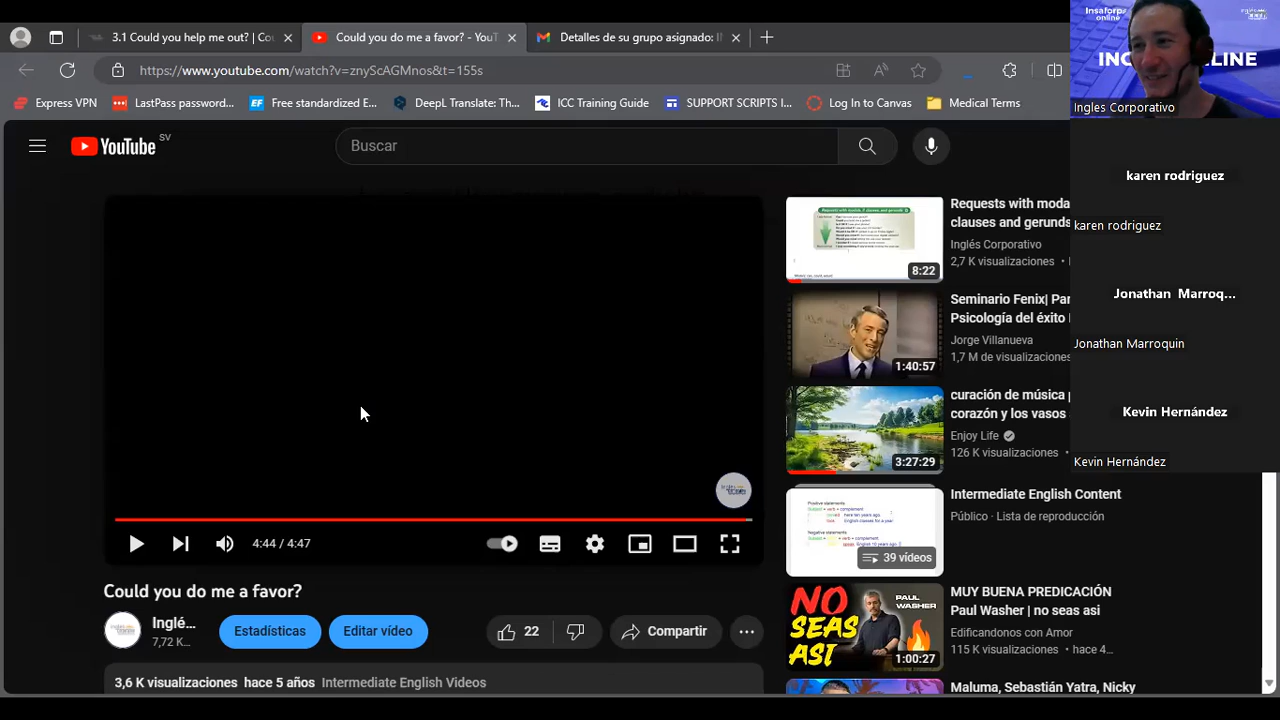 3.1 Could you help me out? | Cou
Could you do me a favor? - YouT
Detalles de su grupo asignado: II
https://www.youtube.com/watch?v=znyScAGMnos&t=155s
Express VPN
LastPass password...
Free standardized E...
DeepL Translate: Th...
ICC Training Guide
SUPPORT SCRIPTS I...
Log In to Canvas
Medical Terms
YouTube SV
Buscar
Requests with moda
clauses and gerunds
Inglés Corporativo
2,7 K visualizaciones •
8:22
Seminario Fenix| Par
Psicología del éxito
Jorge Villanueva
1,7 M de visualizaciones
1:40:57
curación de música p
corazón y los vasos
Enjoy Life
126 K visualizaciones •
3:27:29
Intermediate English Content
Público • Lista de reproducción
39 videos
MUY BUENA PREDICACIÓN
Paul Washer | no seas asi
Edificandonos con Amor
115 K visualizaciones • hace 4...
NO
SEAS
ASI
PAUL
WASHER
1:00:27
Maluma, Sebastián Yatra, Nicky
4:44 / 4:47
Could you do me a favor?
Inglé...
7,72 K...
Estadísticas
Editar video
22
Compartir
3,6 K visualizaciones hace 5 años Intermediate English Videos
Insaforp
online
INGLES ONLINE
Ingles Corporativo
karen rodriguez
karen rodriguez
Jonathan Marroq...
Jonathan Marroquin
Kevin Hernández
Kevin Hernández